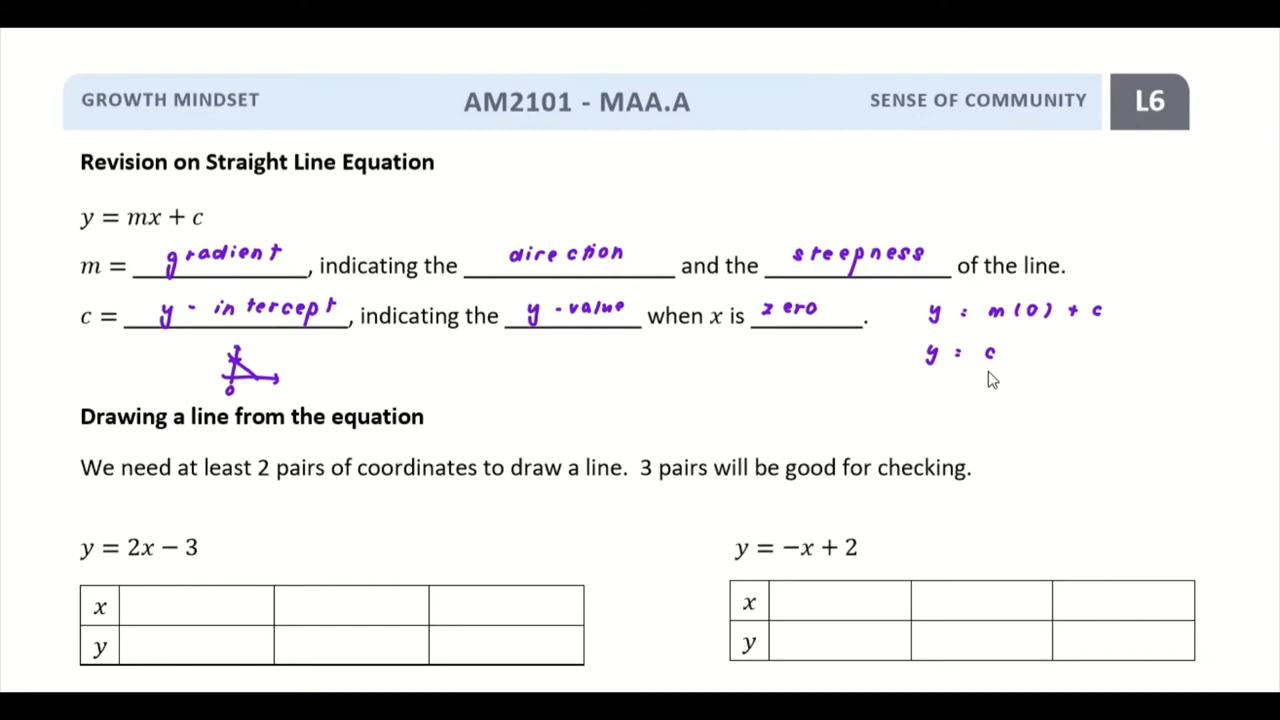 GROWTH MINDSET AM2101 - MAA.A SENSE OF COMMUNITY L6
Revision on Straight Line Equation
y = mx + c
m = gradient, indicating the direction and the steepness of the line.
c = y - intercept, indicating the y - value when x is zero.
y = m(0) + c
y = c
0
Drawing a line from the equation
We need at least 2 pairs of coordinates to draw a line. 3 pairs will be good for checking.
y = 2x − 3
x
y
y = −x + 2
x
y